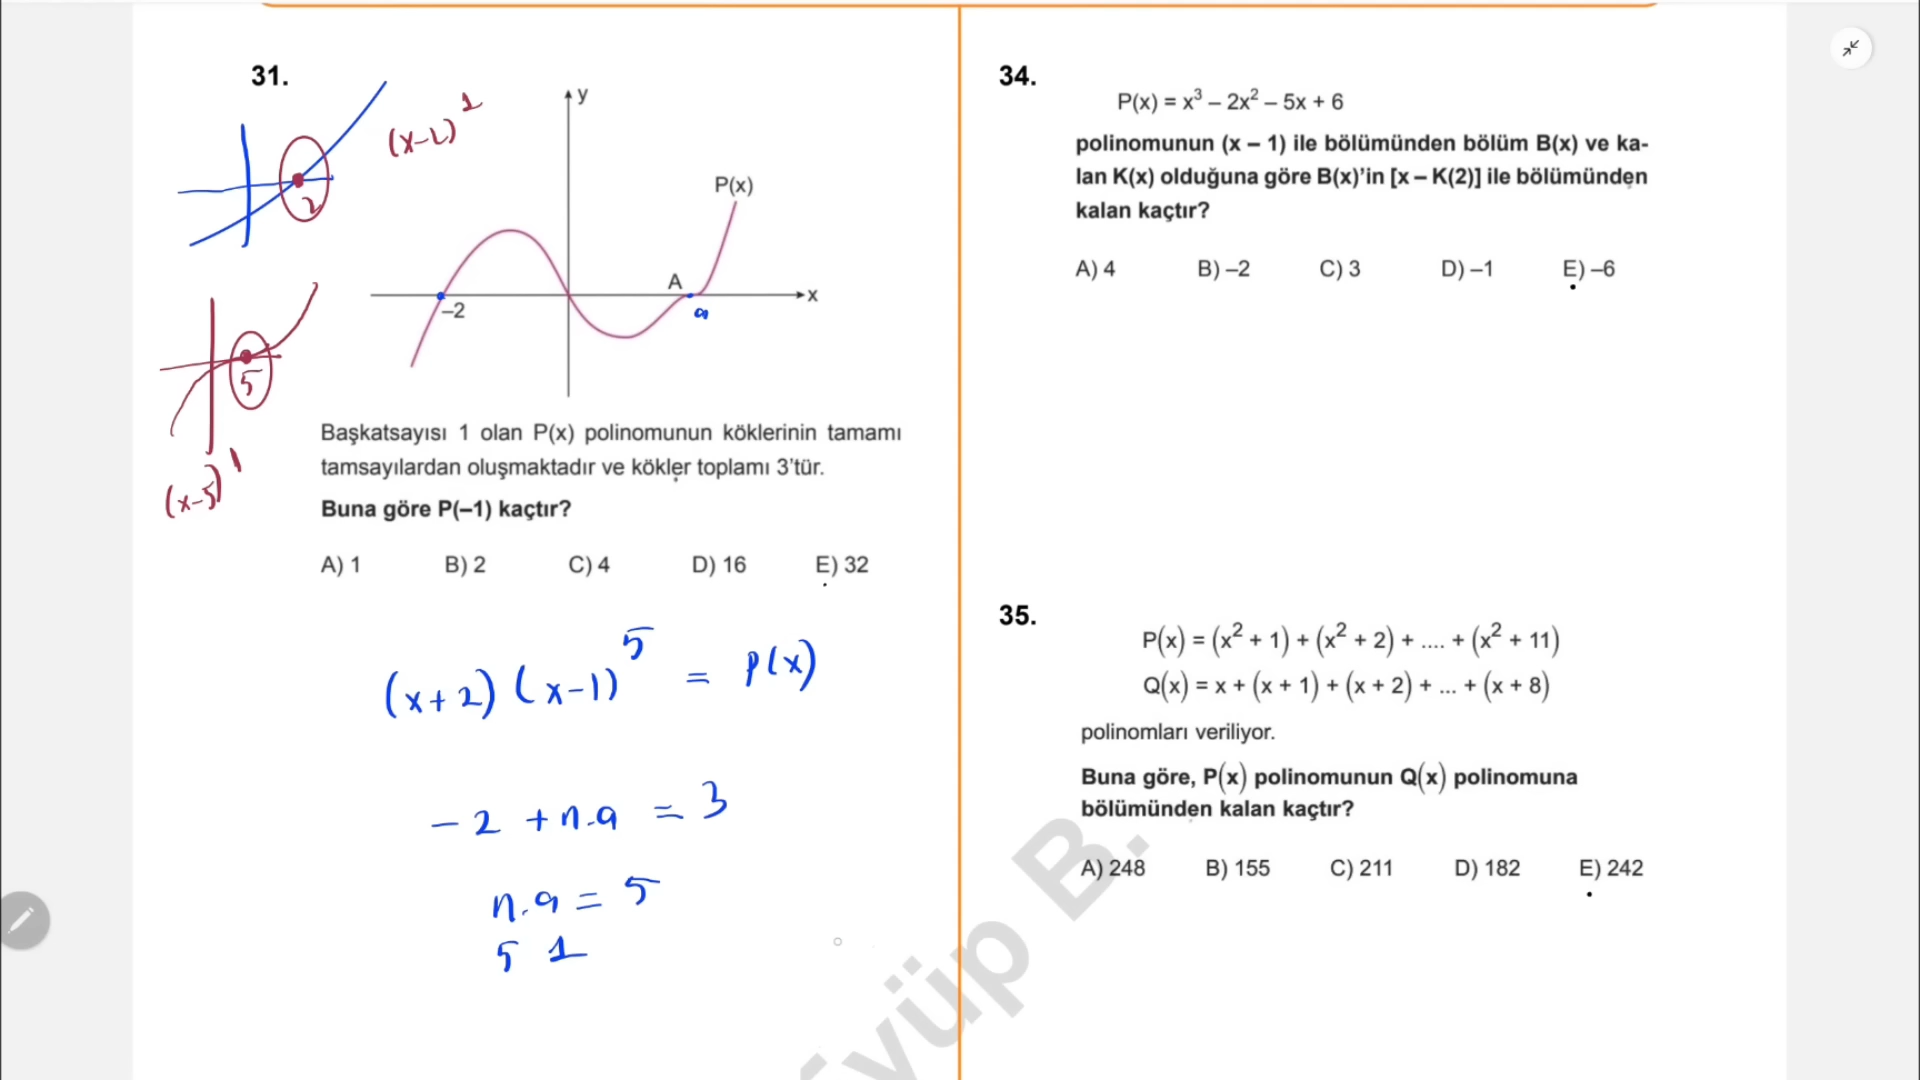 31.
(x-2)^1
2
y
P(x)
A
x
-2
a
5
(x-5)^1
Başkatsayısı 1 olan P(x) polinomunun köklerinin tamamı
tamsayılardan oluşmaktadır ve kökler toplamı 3'tür.
Buna göre P(–1) kaçtır?
A) 1 B) 2 C) 4 D) 16 E) 32
(x+2)(x-1)^5 = P(x)
-2 + n.a = 3
n.a = 5
5 1
34.
P(x) = x³ – 2x² – 5x + 6
polinomunun (x – 1) ile bölümünden bölüm B(x) ve ka-
lan K(x) olduğuna göre B(x)'in [x – K(2)] ile bölümünden
kalan kaçtır?
A) 4 B) –2 C) 3 D) –1 E) –6
35.
P(x) = (x² + 1) + (x² + 2) + .... + (x² + 11)
Q(x) = x + (x + 1) + (x + 2) + ... + (x + 8)
polinomları veriliyor.
Buna göre, P(x) polinomunun Q(x) polinomuna
bölümünden kalan kaçtır?
A) 248 B) 155 C) 211 D) 182 E) 242
Eyüp B.